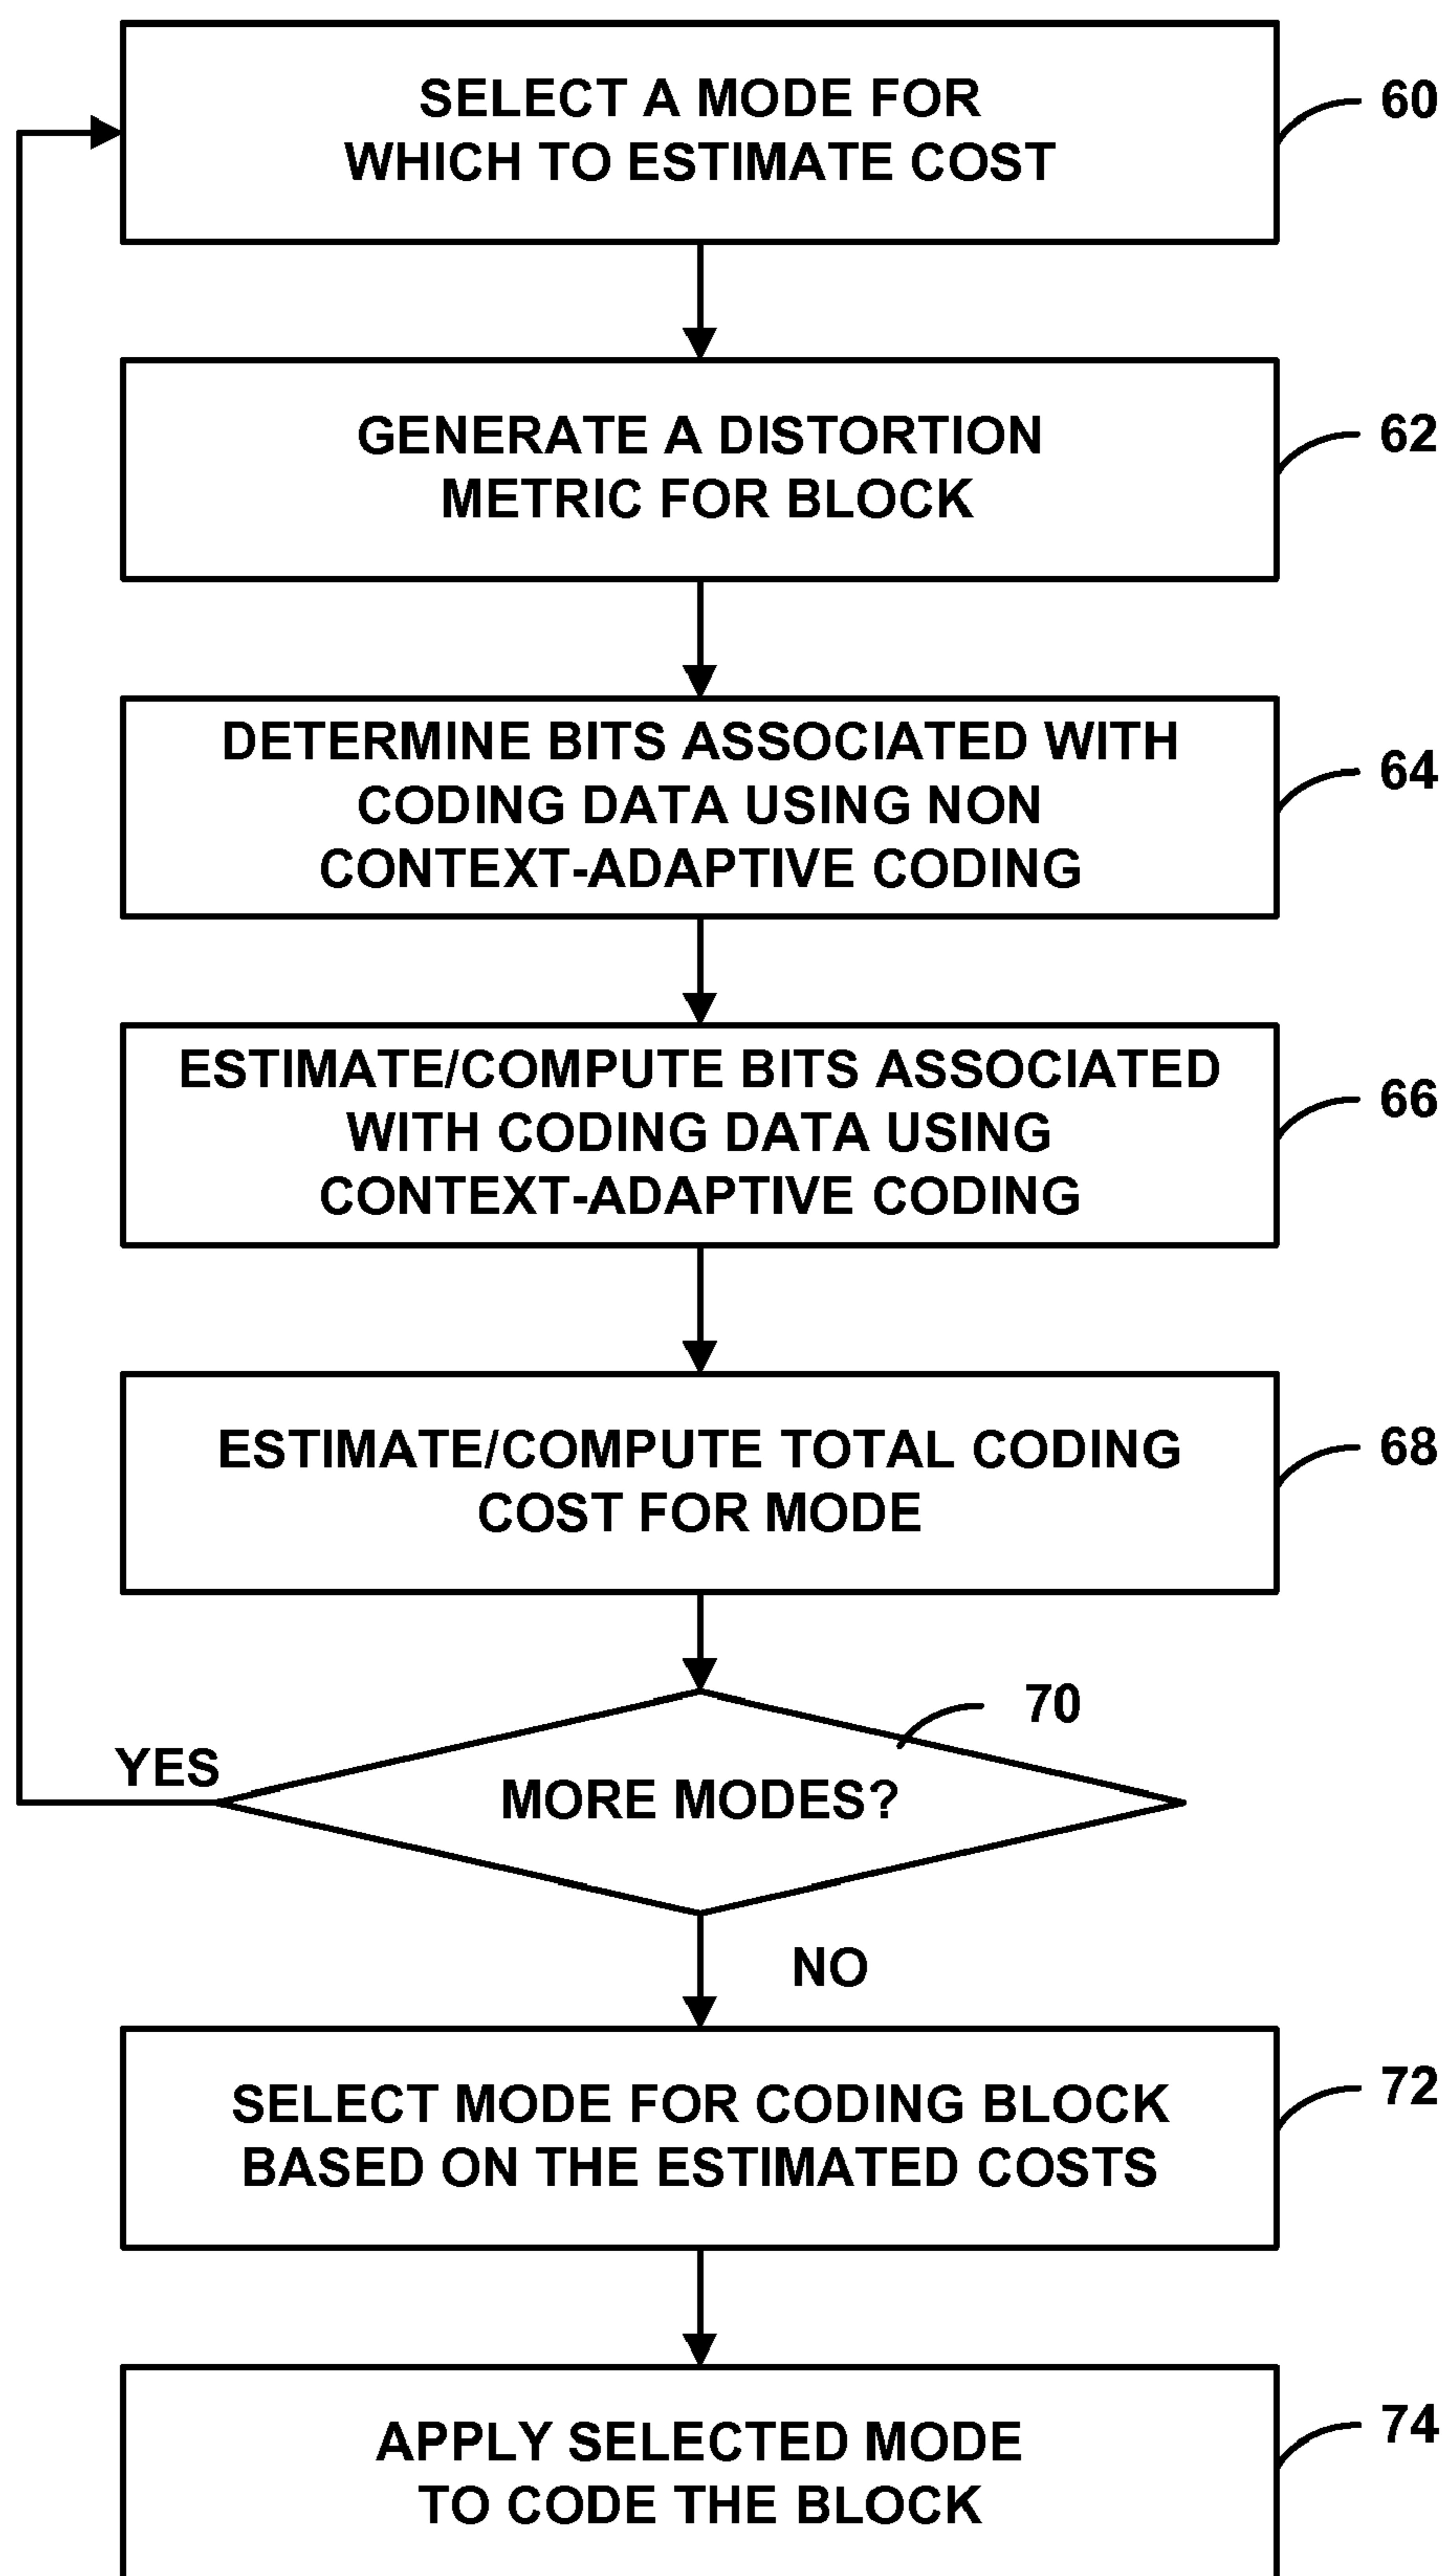 SELECT A MODE FOR
WHICH TO ESTIMATE COST
60
GENERATE A DISTORTION
METRIC FOR BLOCK
62
DETERMINE BITS ASSOCIATED WITH
CODING DATA USING NON
CONTEXT-ADAPTIVE CODING
64
ESTIMATE/COMPUTE BITS ASSOCIATED
WITH CODING DATA USING
CONTEXT-ADAPTIVE CODING
66
ESTIMATE/COMPUTE TOTAL CODING
COST FOR MODE
68
70
YES
MORE MODES?
NO
SELECT MODE FOR CODING BLOCK
BASED ON THE ESTIMATED COSTS
72
APPLY SELECTED MODE
TO CODE THE BLOCK
74